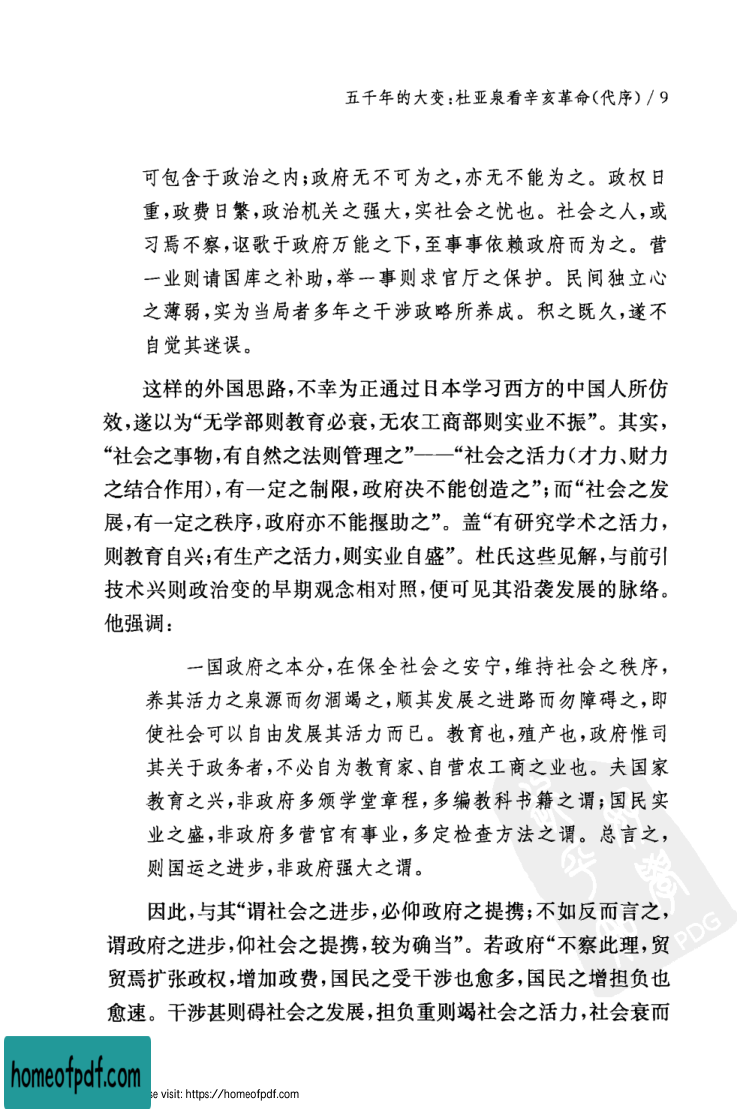 五千年的大变:杜亚泉看辛亥革命(代序) / 9
可包含于政治之内;政府无不可为之,亦无不能为之。政权日
重,政费日繁,政治机关之强大,实社会之忧也。社会之人,或
习焉不察,讴歌于政府万能之下,至事事依赖政府而为之。营
一业则请国库之补助,举一事则求官厅之保护。民间独立心
之薄弱,实为当局者多年之干涉政略所养成。积之既久,遂不
自觉其迷误。
这样的外国思路,不幸为正通过日本学习西方的中国人所仿
效,遂以为“无学部则教育必衰,无农工商部则实业不振”。其实,
“社会之事物,有自然之法则管理之”——“社会之活力(才力、财力
之结合作用),有一定之制限,政府决不能创造之”;而“社会之发
展,有一定之秩序,政府亦不能揠助之”。盖“有研究学术之活力,
则教育自兴;有生产之活力,则实业自盛”。杜氏这些见解,与前引
技术兴则政治变的早期观念相对照,便可见其沿袭发展的脉络。
他强调:
一国政府之本分,在保全社会之安宁,维持社会之秩序,
养其活力之泉源而勿涸竭之,顺其发展之进路而勿障碍之,即
使社会可以自由发展其活力而已。教育也,殖产也,政府惟司
其关于政务者,不必自为教育家、自营农工商之业也。夫国家
教育之兴,非政府多颁学堂章程,多编教科书籍之谓;国民实
业之盛,非政府多营官有事业,多定检查方法之谓。总言之,
则国运之进步,非政府强大之谓。
因此,与其“谓社会之进步,必仰政府之提携;不如反而言之,
谓政府之进步,仰社会之提携,较为确当”。若政府“不察此理,贸
贸焉扩张政权,增加政费,国民之受干涉也愈多,国民之增担负也
愈速。干涉甚则碍社会之发展,担负重则竭社会之活力,社会衰而
PDG
homeofpdf.com
se visit: https://homeofpdf.com